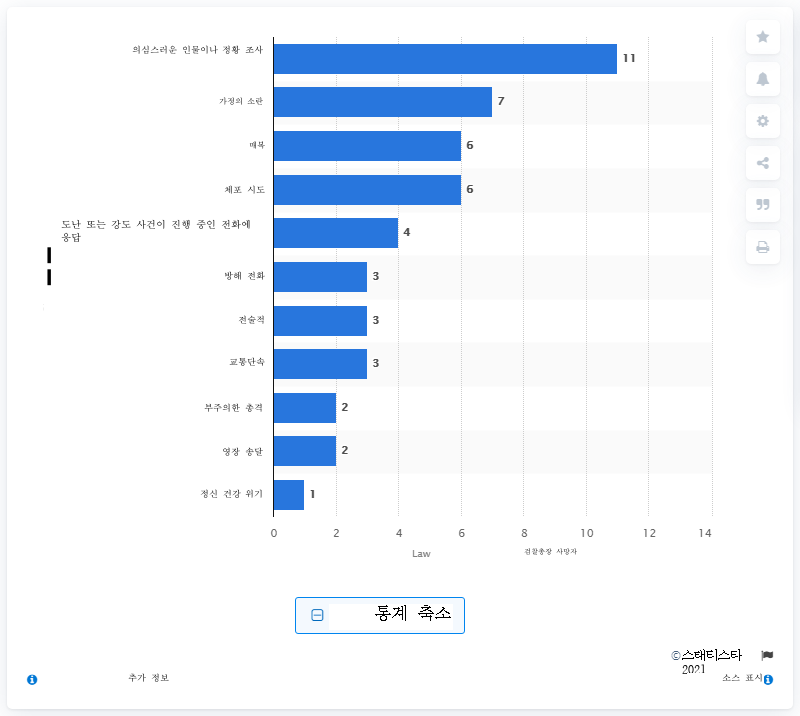 의심스러운 인물이나 정황 조사
11
가정의 소란
7
매복
6
체포 시도
6
도난 또는 강도 사건이 진행 중인 전화에
응답
4
방해 전화
3
전술적
3
교통단속
3
부주의한 총격
2
영장 송달
2
정신 건강 위기
1
0 2 4 6 8 10 12 14
Law 검찰총장 사망자
통계 축소
©스태티스타
2021
추가 정보
소스 표시